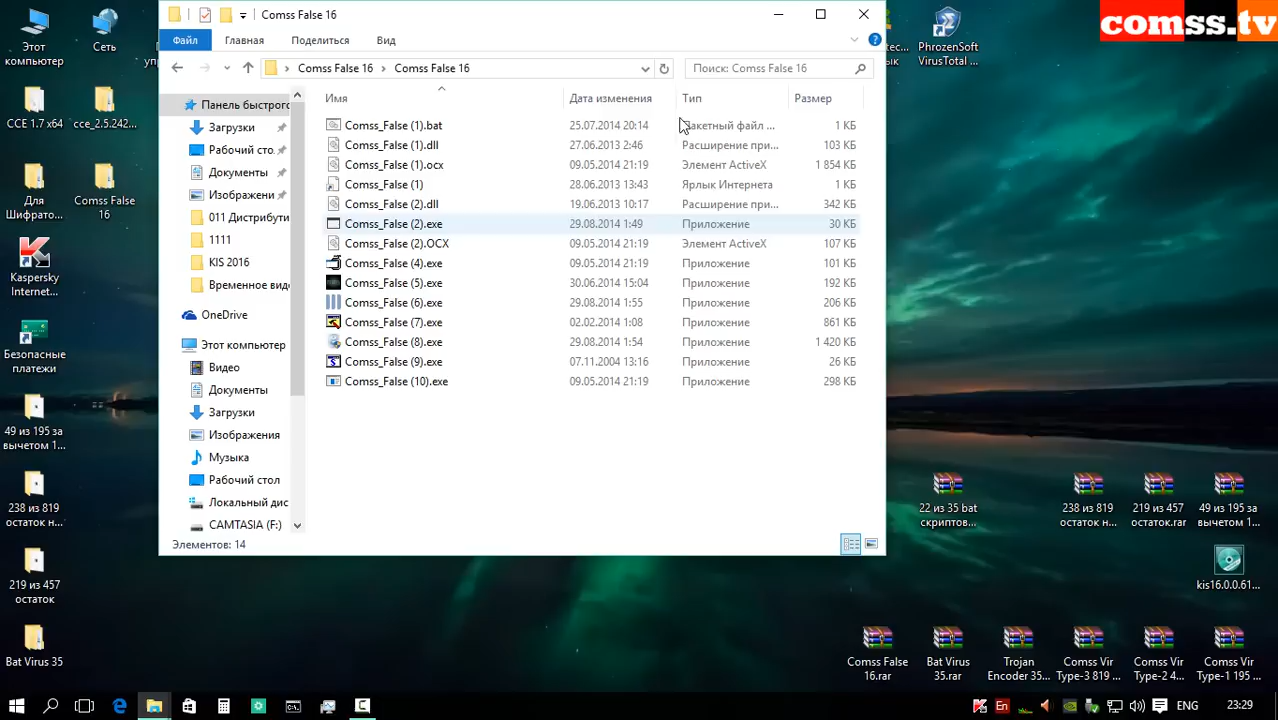 Comss False 16
comss.tv
Файл
Главная
Поделиться
Вид
Comss False 16
Comss False 16
Поиск: Comss False 16
Имя
Дата изменения
Тип
Размер
Панель быстрого
Загрузки
Рабочий сто.
Документы
Изображени
011 Дистрибути
1111
KIS 2016
Временное вид
OneDrive
Этот компьютер
Видео
Документы
Загрузки
Изображения
Музыка
Рабочий стол
Локальный дис
CAMTASIA (F:)
Comss_False (1).bat 25.07.2014 20:14 Пакетный файл ... 1 КБ
Comss_False (1).dll 27.06.2013 2:46 Расширение при... 103 КБ
Comss_False (1).ocx 09.05.2014 21:19 Элемент ActiveX 1 854 КБ
Comss_False (1) 28.06.2013 13:43 Ярлык Интернета 1 КБ
Comss_False (2).dll 19.06.2013 10:17 Расширение при... 342 КБ
Comss_False (2).exe 29.08.2014 1:49 Приложение 30 КБ
Comss_False (2).OCX 09.05.2014 21:19 Элемент ActiveX 107 КБ
Comss_False (4).exe 09.05.2014 21:19 Приложение 101 КБ
Comss_False (5).exe 30.06.2014 15:04 Приложение 192 КБ
Comss_False (6).exe 29.08.2014 1:55 Приложение 206 КБ
Comss_False (7).exe 02.02.2014 1:08 Приложение 861 КБ
Comss_False (8).exe 29.08.2014 1:54 Приложение 1 420 КБ
Comss_False (9).exe 07.11.2004 13:16 Приложение 26 КБ
Comss_False (10).exe 09.05.2014 21:19 Приложение 298 КБ
Элементов: 14
Этот
компьютер
Сеть
CCE 1.7 x64
cce_2.5.242...
Для
Шифрато...
Comss False
16
Kaspersky
Internet...
Безопасные
платежи
49 из 195 за
вычетом 1...
238 из 819
остаток н...
219 из 457
остаток
Bat Virus 35
PhrozenSoft
VirusTotal ...
22 из 35 bat
скриптов...
238 из 819
остаток н...
219 из 457
остаток.rar
49 из 195 за
вычетом 1...
kis16.0.0.61...
Comss False
16.rar
Bat Virus
35.rar
Trojan
Encoder 35...
Comss Vir
Type-3 819 ...
Comss Vir
Type-2 4...
Comss Vir
Type-1 195 ...
ENG
23:29